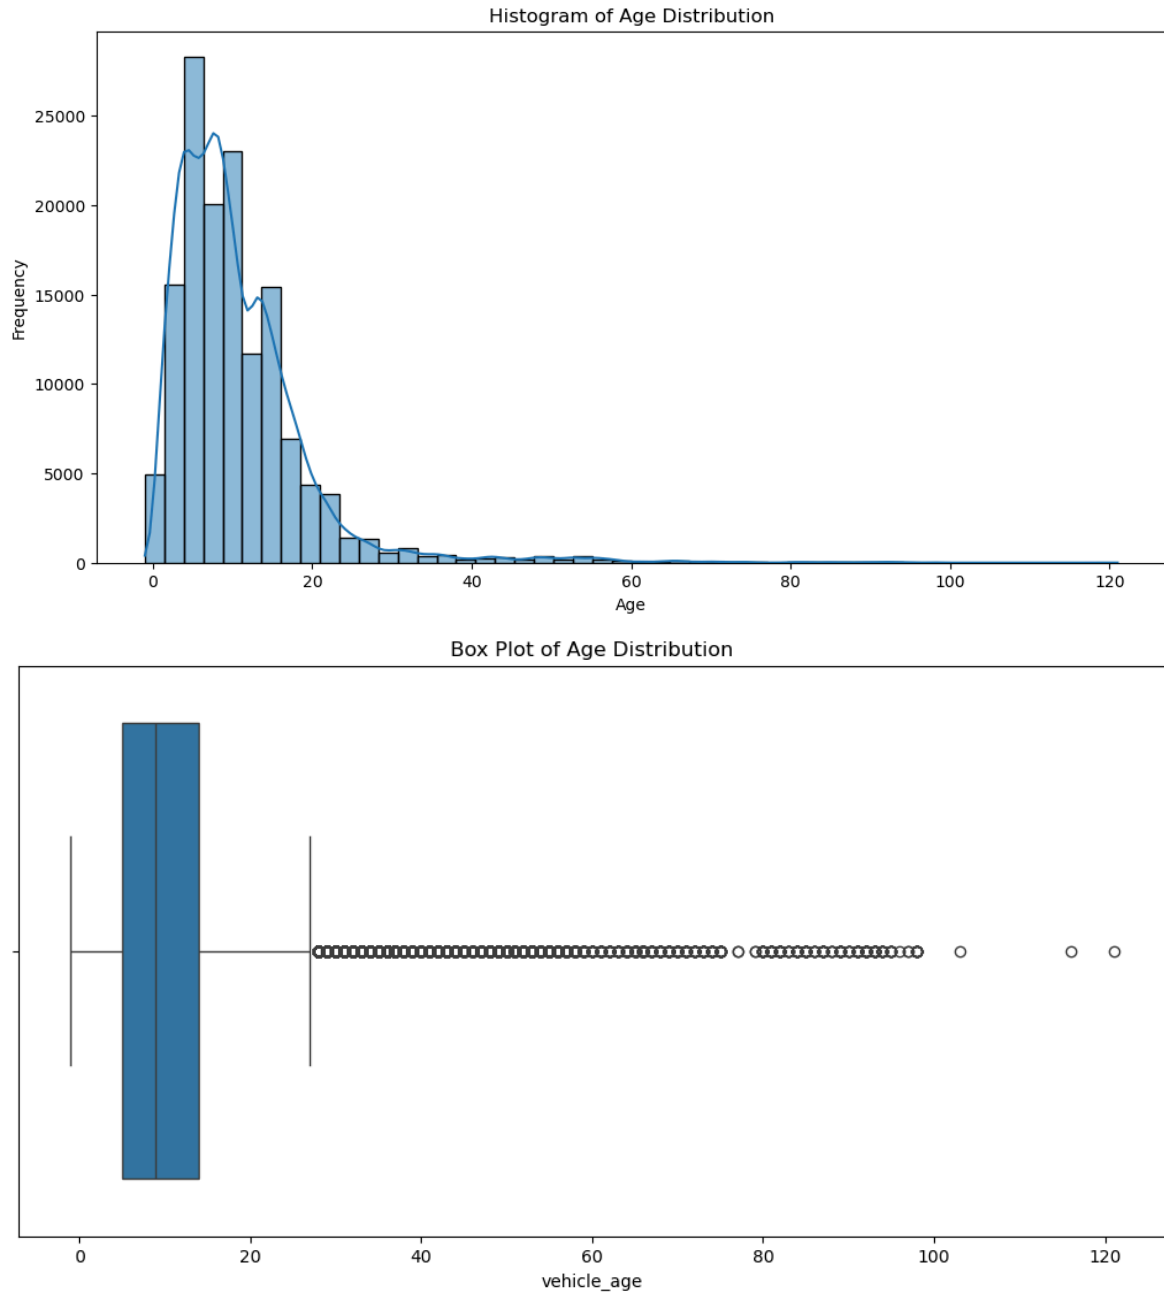 Histogram of Age Distribution
25000
20000
15000
10000
5000
0
Frequency
0 20 40 60 80 100 120
Age
Box Plot of Age Distribution
0 20 40 60 80 100 120
vehicle_age